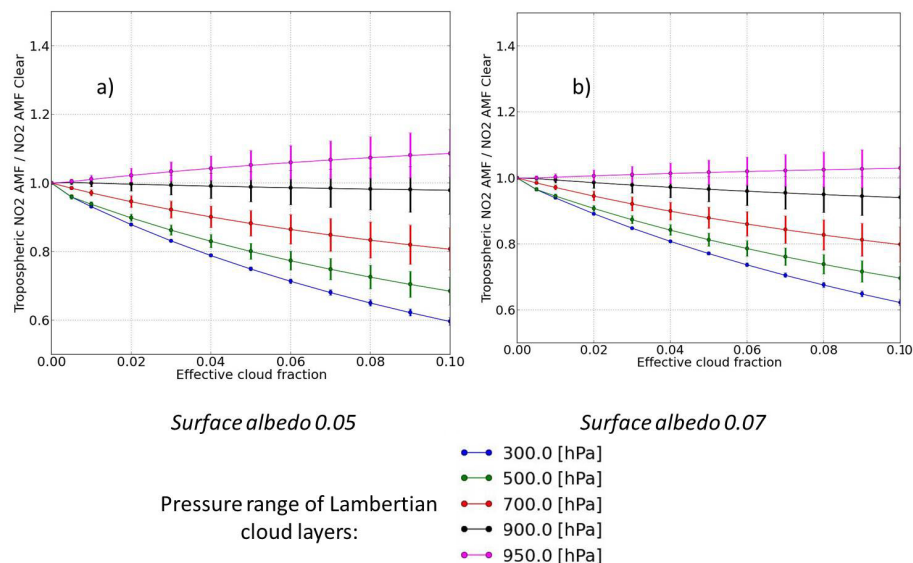 a)
Tropospheric NO2 AMF / NO2 AMF Clear
1.4
1.2
1.0
0.8
0.6
0.00
0.02
0.04
0.06
0.08
0.10
Effective cloud fraction
b)
Tropospheric NO2 AMF / NO2 AMF Clear
1.4
1.2
1.0
0.8
0.6
0.00
0.02
0.04
0.06
0.08
0.10
Effective cloud fraction
Surface albedo 0.05
Surface albedo 0.07
Pressure range of Lambertian
cloud layers:
300.0 [hPa]
500.0 [hPa]
700.0 [hPa]
900.0 [hPa]
950.0 [hPa]